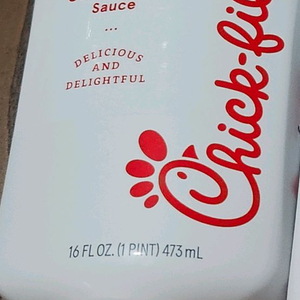 Sauce
...
DELICIOUS
AND
DELIGHTFUL
Chick-fil
16 FL OZ. (1 PINT) 473 mL